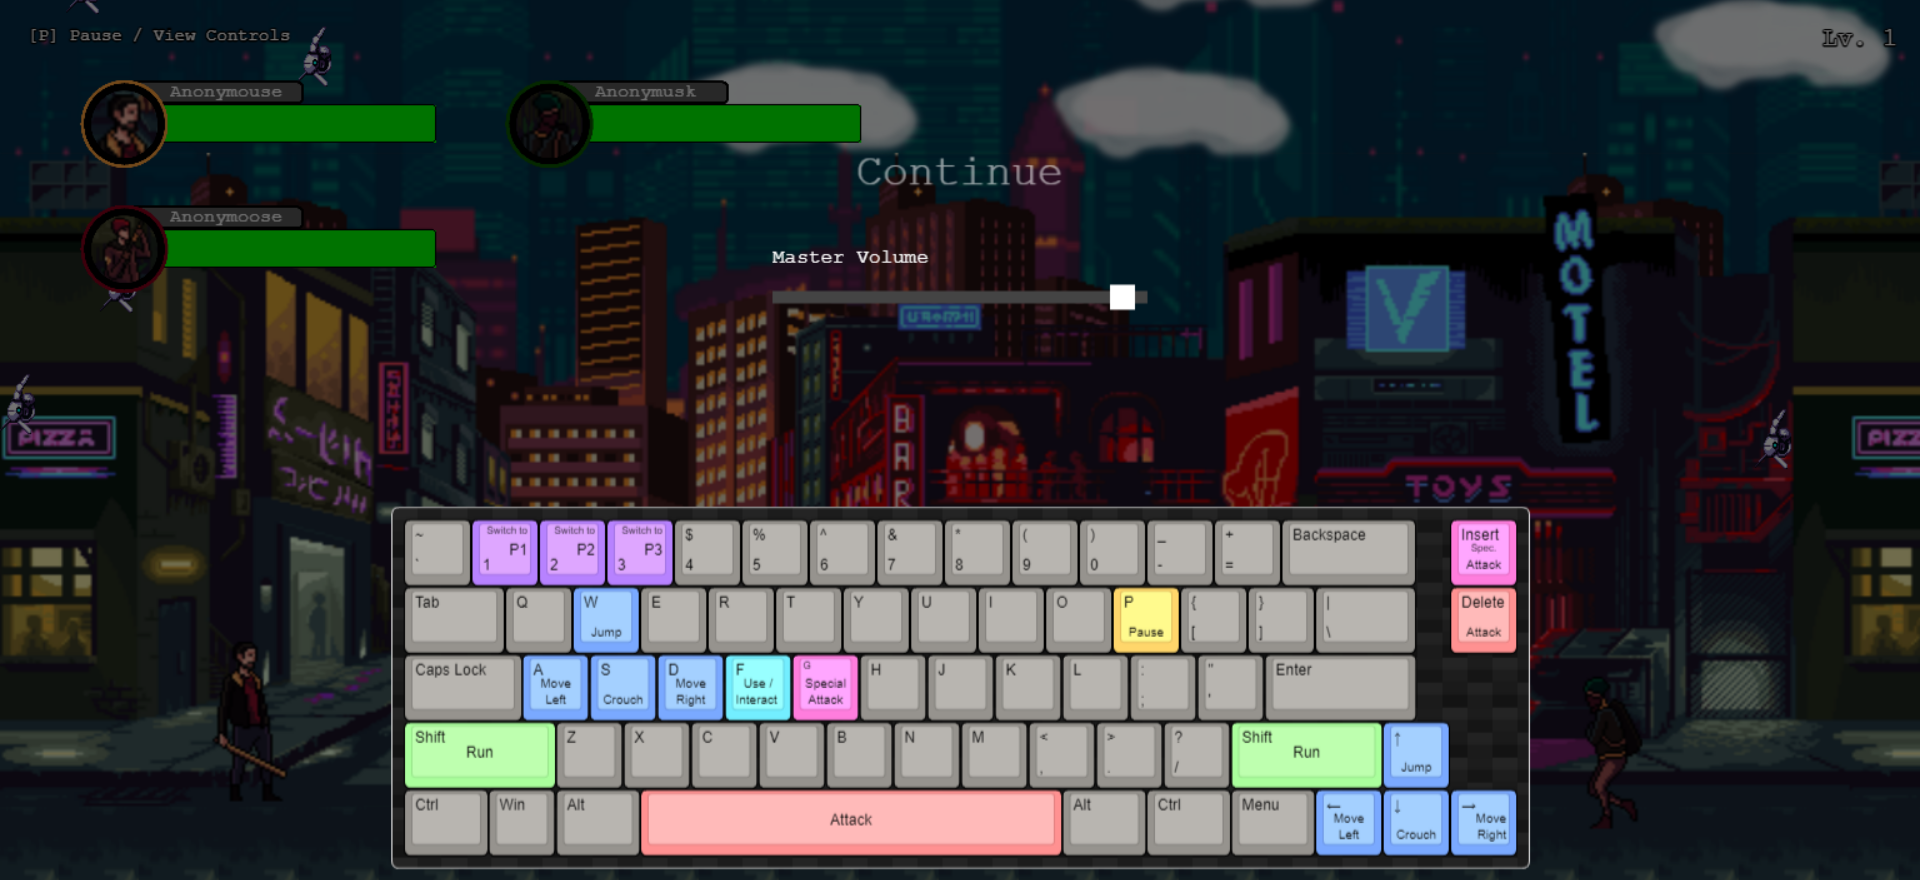 [P] Pause / View Controls
Lv. 1
Anonymouse
Anonymusk
Continue
Anonymoose
Master Volume
MOTEL
V
PIZZA
BAR
PIZZ
TOYS
~ `
Switch to P1 1
Switch to P2 2
Switch to P3 3
$ 4
% 5
^ 6
& 7
* 8
( 9
) 0
_ -
+ =
Backspace
Insert Spec. Attack
Tab
Q
W Jump
E
R
T
Y
U
I
O
P Pause
{ [
} ]
| \
Delete Attack
Caps Lock
A Move Left
S Crouch
D Move Right
F Use / Interact
G Special Attack
H
J
K
L
: ;
" '
Enter
Shift Run
Z
X
C
V
B
N
M
< ,
> .
? /
Shift Run
↑ Jump
Ctrl
Win
Alt
Attack
Alt
Ctrl
Menu
← Move Left
↓ Crouch
→ Move Right